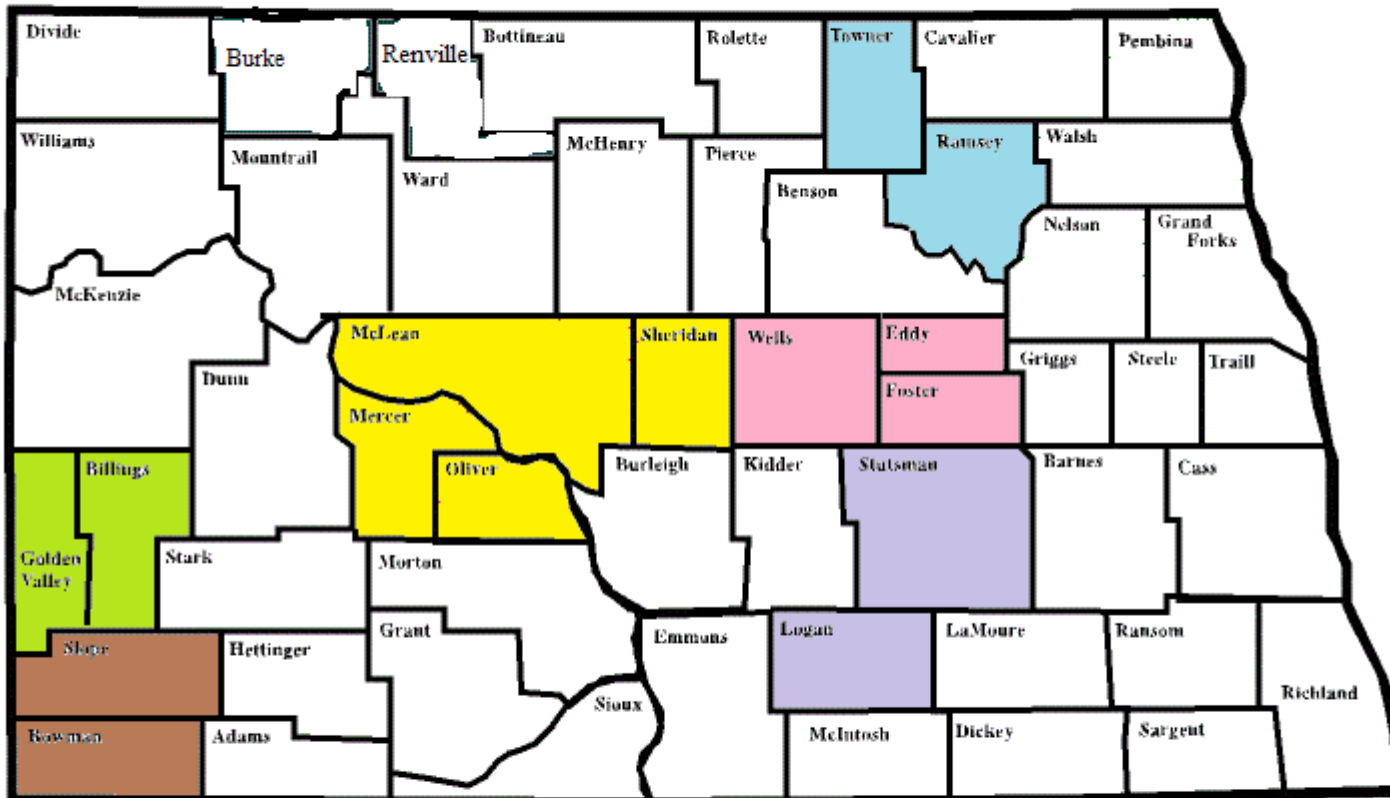 Divide
Burke
Renville
Bottineau
Rolette
Towner
Cavalier
Pembina
Williams
Mountrail
Ward
McHenry
Pierce
Benson
Ramsey
Walsh
Nelson
Grand
Forks
McKenzie
Dunn
McLean
Sheridan
Wells
Eddy
Foster
Griggs
Steele
Traill
Mercer
Oliver
Burleigh
Kidder
Stutsman
Barnes
Cass
Billings
Golden
Valley
Stark
Morton
Slope
Hettinger
Grant
Sioux
Emmons
Logan
LaMoure
Ransom
Richland
Bowman
Adams
McIntosh
Dickey
Sargent